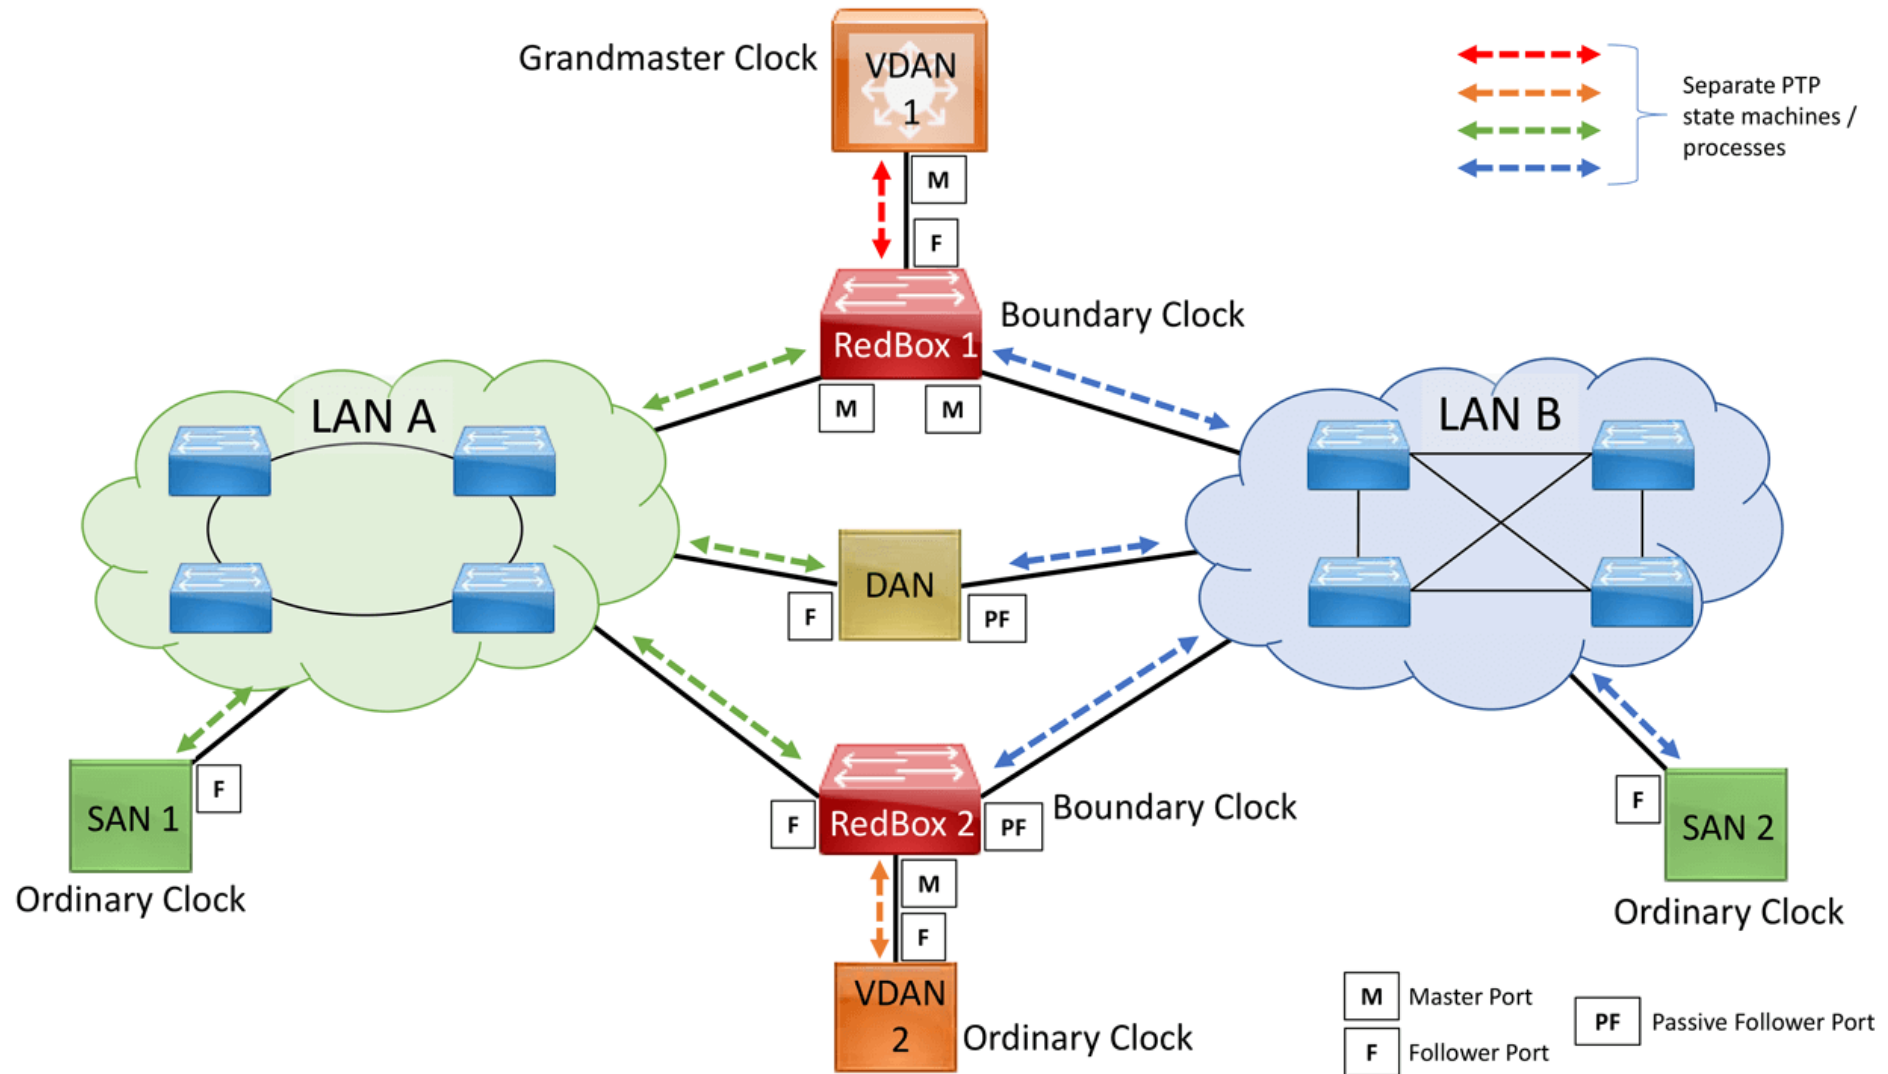 Grandmaster Clock
VDAN
1
Separate PTP
state machines /
processes
M
F
RedBox 1
Boundary Clock
M
M
LAN A
LAN B
DAN
F
PF
SAN 1
F
Ordinary Clock
F
RedBox 2
PF
Boundary Clock
F
SAN 2
Ordinary Clock
M
F
VDAN
2
Ordinary Clock
M
Master Port
F
Follower Port
PF
Passive Follower Port